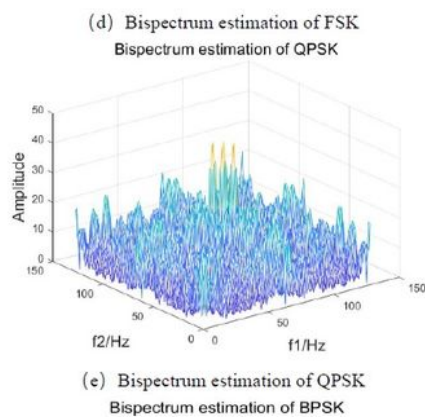 (d) Bispectrum estimation of FSK
Bispectrum estimation of QPSK
50
40
30
20
10
0
Amplitude
150
100
50
0
f2/Hz
0
50
100
150
f1/Hz
(e) Bispectrum estimation of QPSK
Bispectrum estimation of BPSK